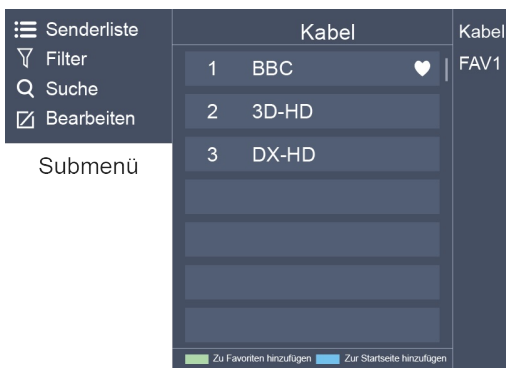 Senderliste
Filter
Suche
Bearbeiten
Submenü
Kabel
1 BBC
2 3D-HD
3 DX-HD
Zu Favoriten hinzufügen
Zur Startseite hinzufügen
Kabel
FAV1